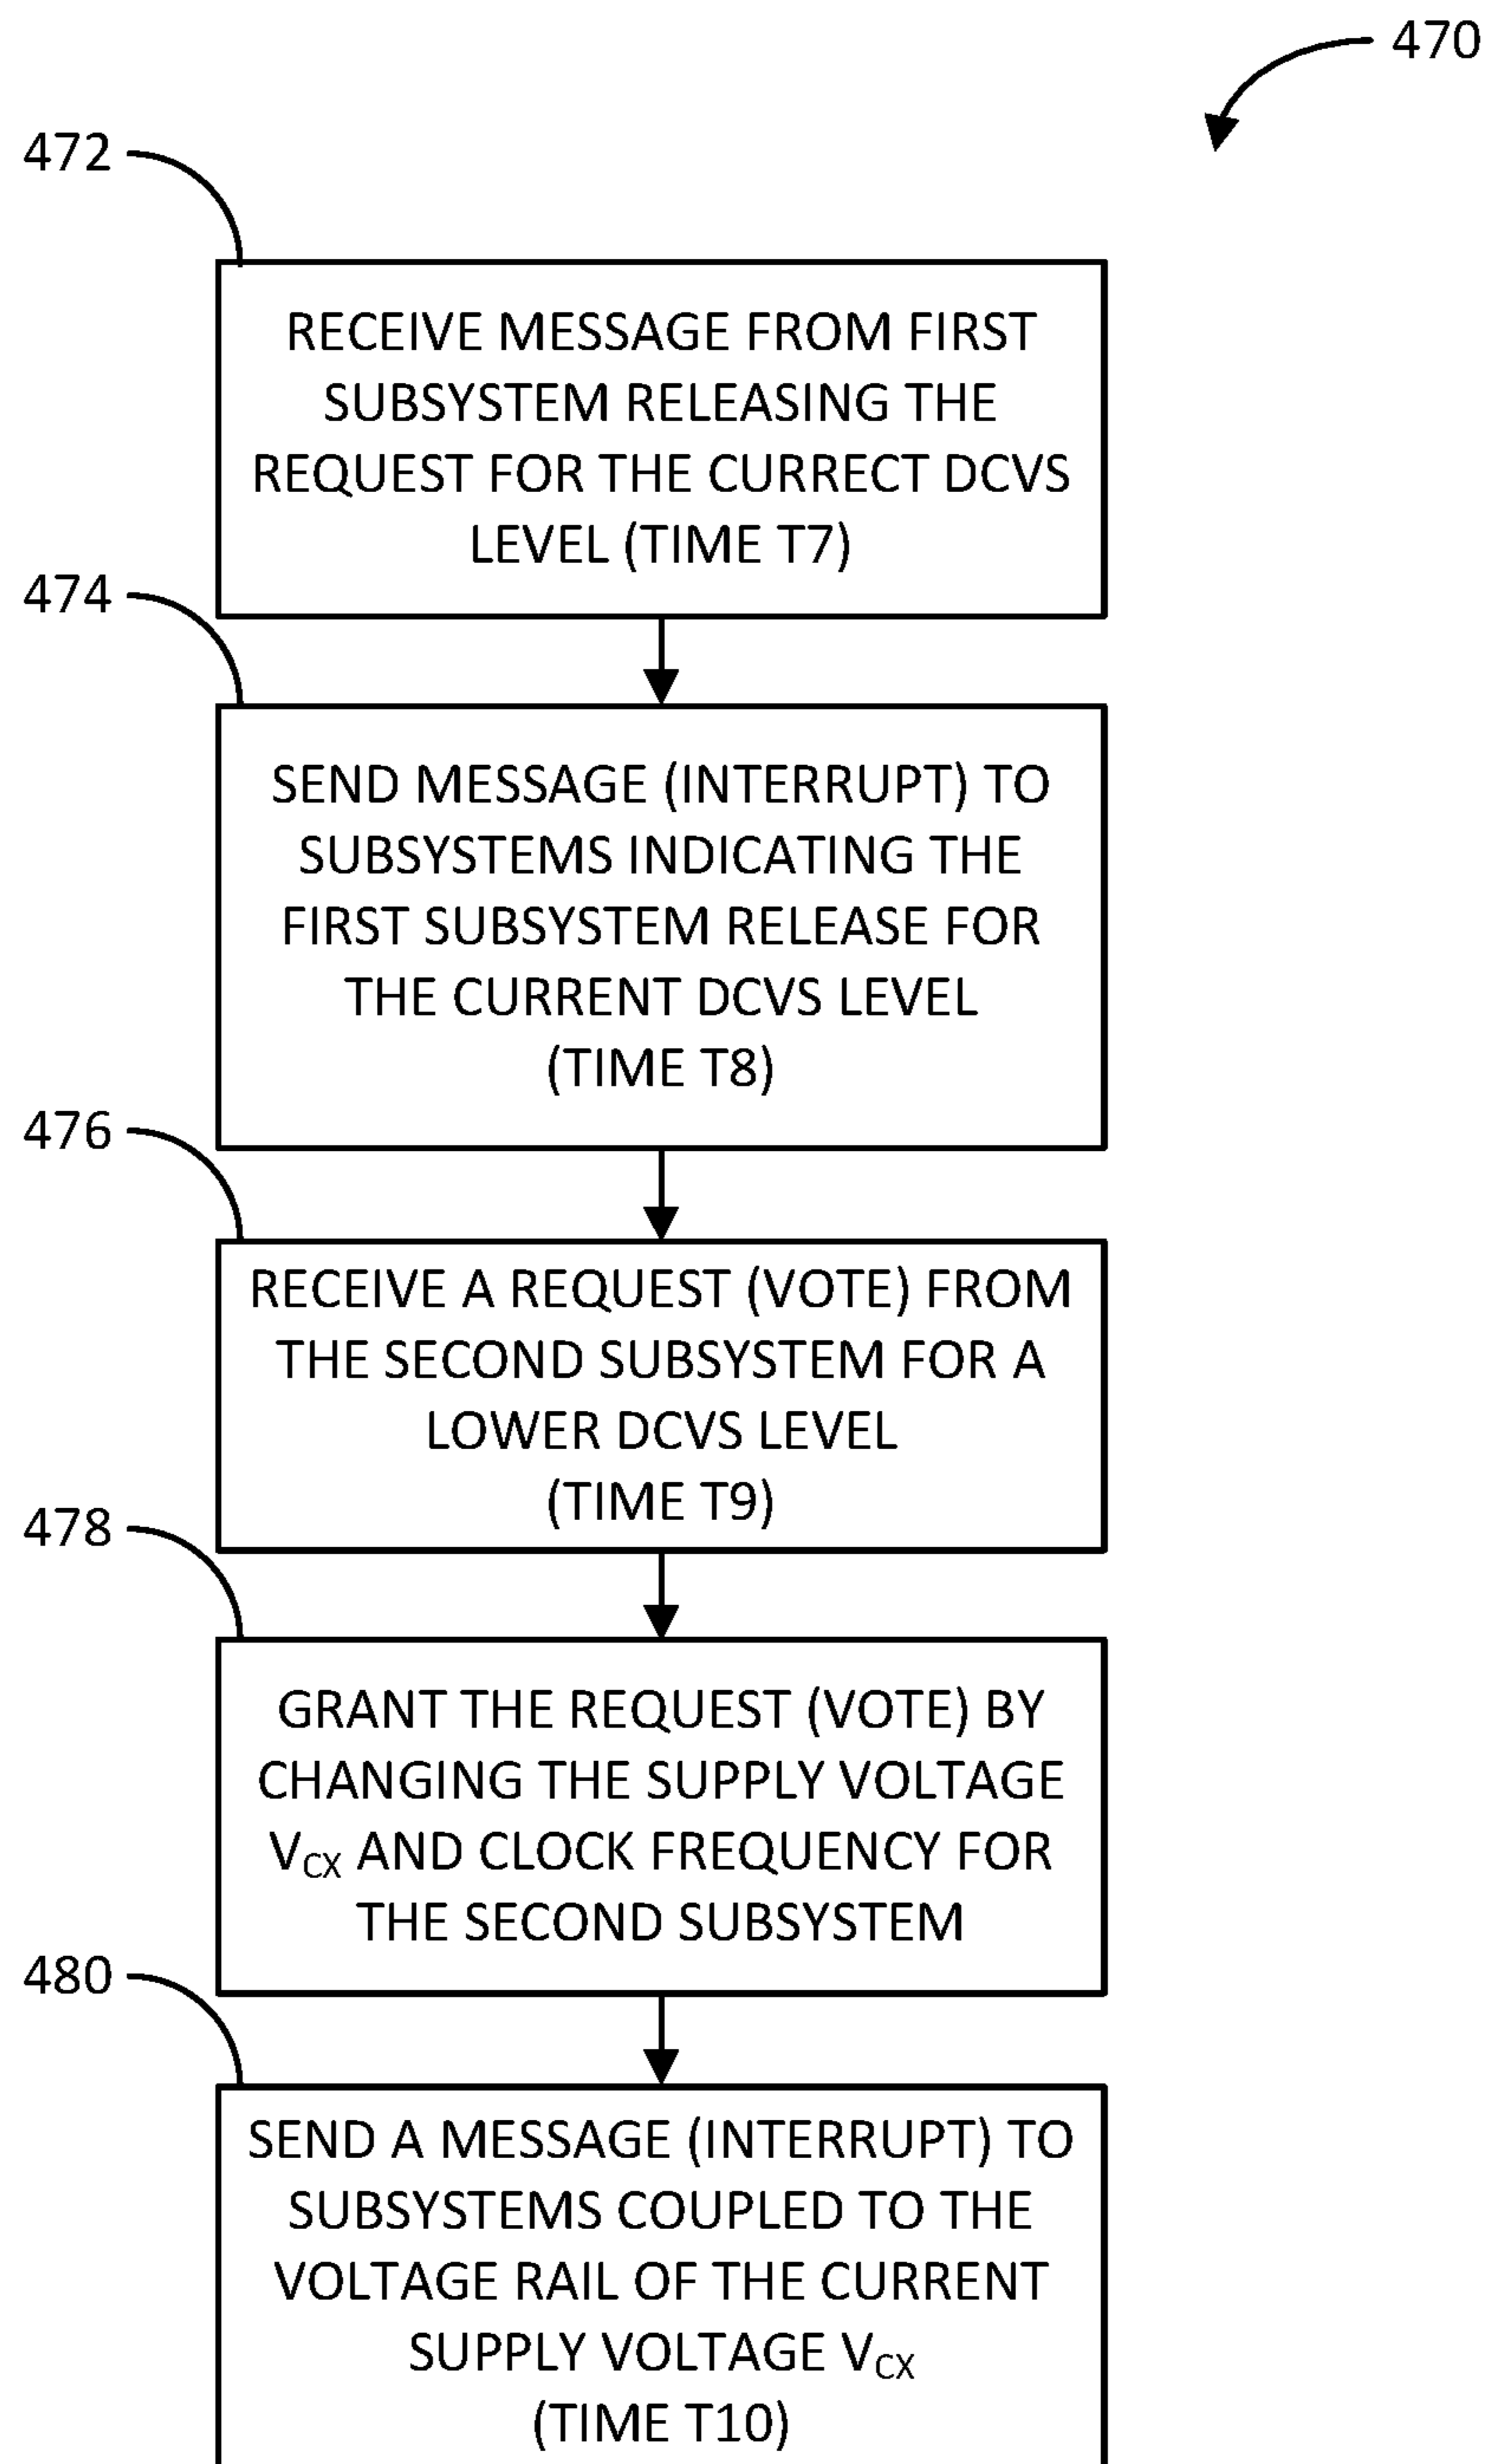 470
472
RECEIVE MESSAGE FROM FIRST
SUBSYSTEM RELEASING THE
REQUEST FOR THE CURRECT DCVS
LEVEL (TIME T7)
474
SEND MESSAGE (INTERRUPT) TO
SUBSYSTEMS INDICATING THE
FIRST SUBSYSTEM RELEASE FOR
THE CURRENT DCVS LEVEL
(TIME T8)
476
RECEIVE A REQUEST (VOTE) FROM
THE SECOND SUBSYSTEM FOR A
LOWER DCVS LEVEL
(TIME T9)
478
GRANT THE REQUEST (VOTE) BY
CHANGING THE SUPPLY VOLTAGE
VCX AND CLOCK FREQUENCY FOR
THE SECOND SUBSYSTEM
480
SEND A MESSAGE (INTERRUPT) TO
SUBSYSTEMS COUPLED TO THE
VOLTAGE RAIL OF THE CURRENT
SUPPLY VOLTAGE VCX
(TIME T10)